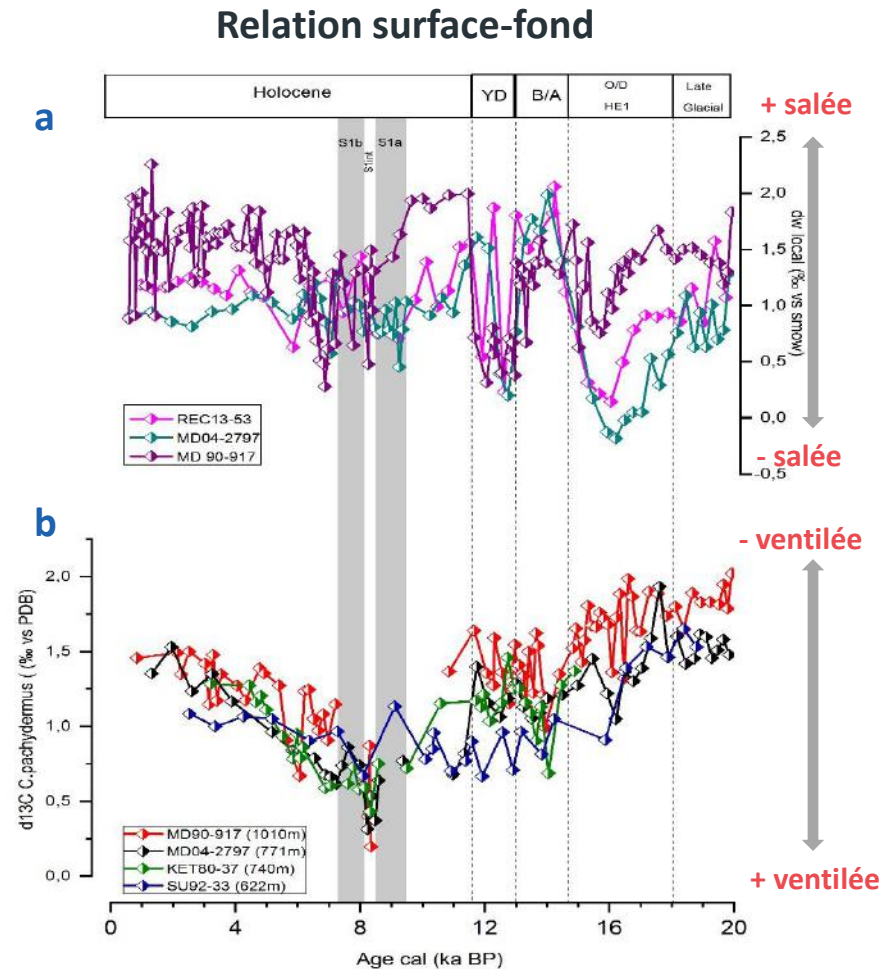 Relation surface-fond
Holocene YD B/A O/D HE1 Late Glacial
a
+ salée
S1b S1int S1a
2,5
2,0
1,5
1,0
0,5
0,0
-0,5
dw local (‰ vs smow)
REC13-53
MD04-2797
MD 90-917
- salée
b
- ventilée
2,0
1,5
1,0
0,5
0,0
d13C C.pachydermus ( (‰ vs PDB)
MD90-917 (1010m)
MD04-2797 (771m)
KET80-37 (740m)
SU92-33 (622m)
+ ventilée
0 4 8 12 16 20
Age cal (ka BP)